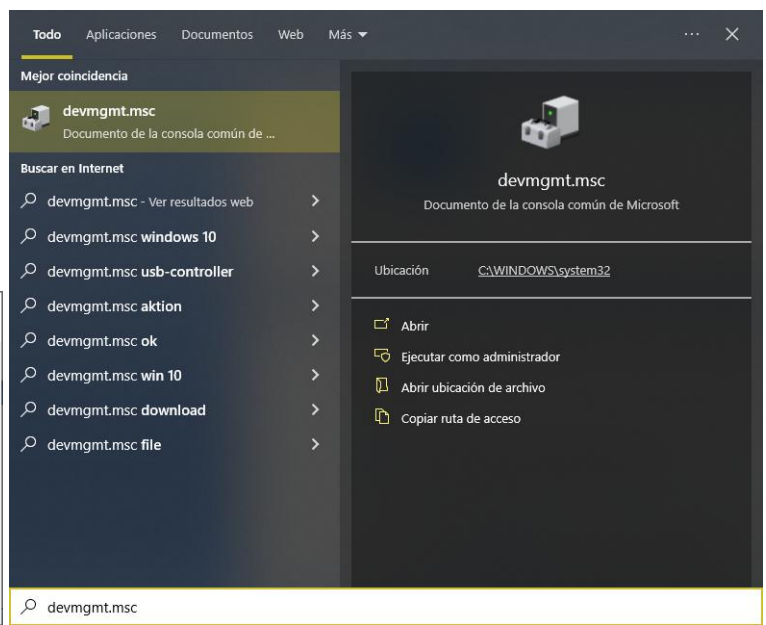 Todo Aplicaciones Documentos Web Más
Mejor coincidencia
devmgmt.msc
Documento de la consola común de ...
Buscar en Internet
devmgmt.msc - Ver resultados web
devmgmt.msc windows 10
devmgmt.msc usb-controller
devmgmt.msc aktion
devmgmt.msc ok
devmgmt.msc win 10
devmgmt.msc download
devmgmt.msc file
devmgmt.msc
Documento de la consola común de Microsoft
Ubicación C:\WINDOWS\system32
Abrir
Ejecutar como administrador
Abrir ubicación de archivo
Copiar ruta de acceso
devmgmt.msc